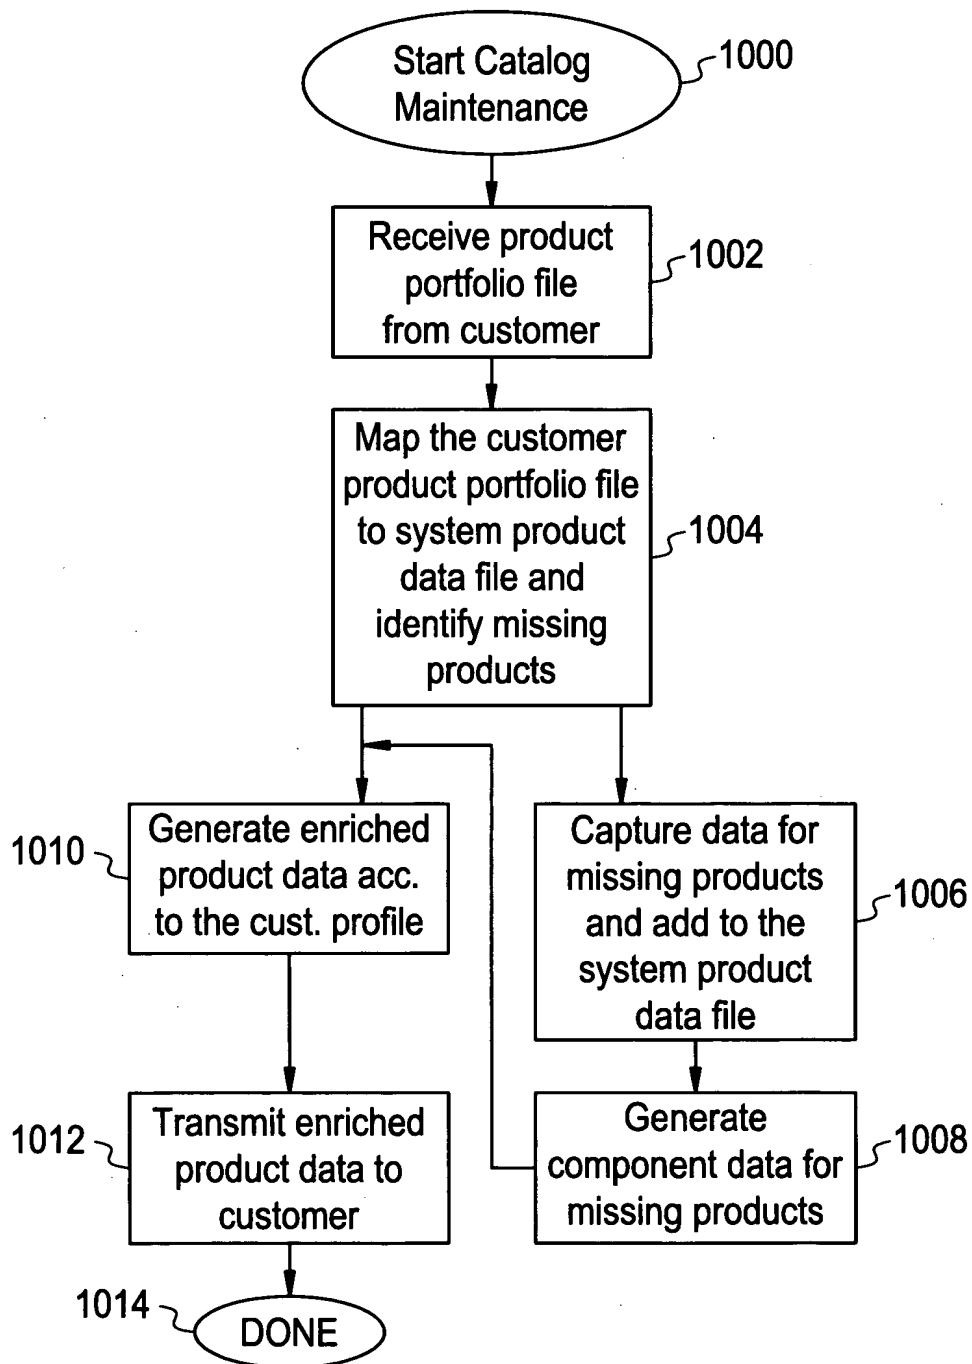 Start Catalog
Maintenance
1000
Receive product
portfolio file
from customer
1002
Map the customer
product portfolio file
to system product
data file and
identify missing
products
1004
Generate enriched
product data acc.
to the cust. profile
1010
Capture data for
missing products
and add to the
system product
data file
1006
Transmit enriched
product data to
customer
1012
Generate
component data for
missing products
1008
DONE
1014